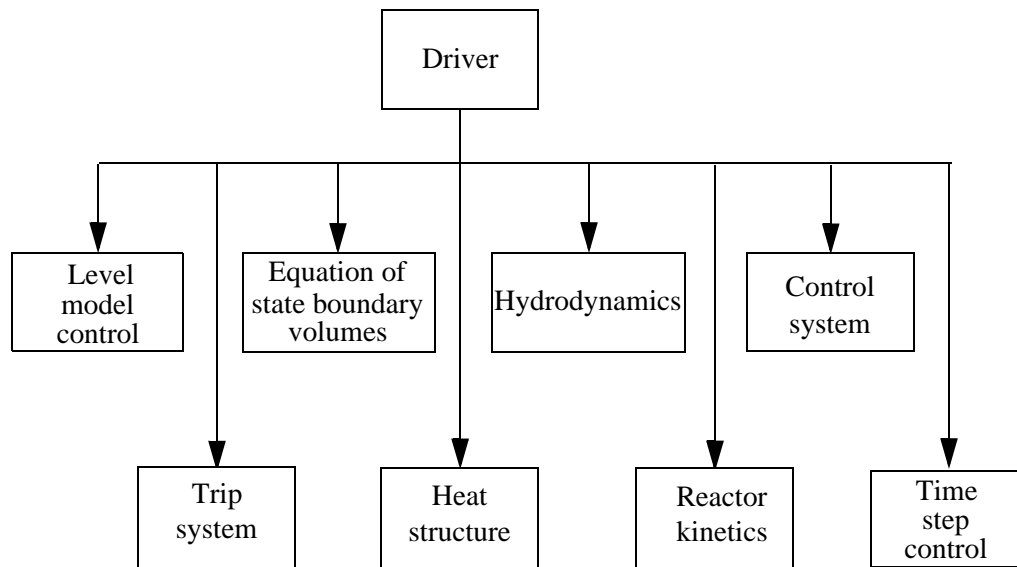 Driver
Level
model
control
Equation of
state boundary
volumes
Hydrodynamics
Control
system
Trip
system
Heat
structure
Reactor
kinetics
Time
step
control